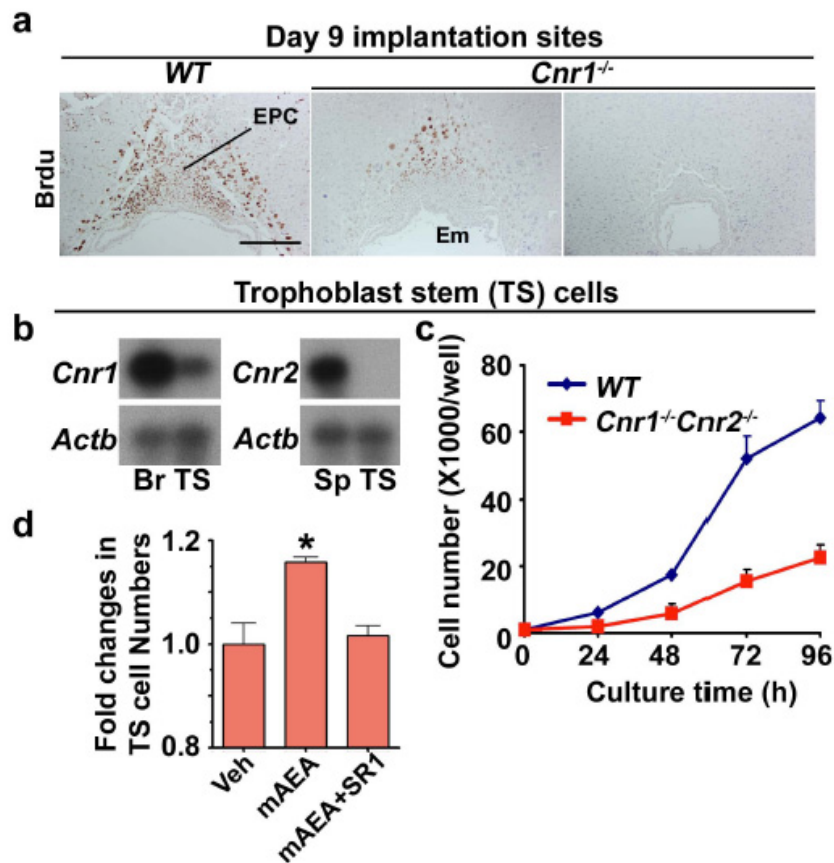 a
Day 9 implantation sites
WT
Cnr1-/-
Brdu
EPC
Em
Trophoblast stem (TS) cells
b
Cnr1
Actb
Br TS
Cnr2
Actb
Sp TS
c
Cell number (X1000/well)
80
60
40
20
0
WT
Cnr1-/-Cnr2-/-
0 24 48 72 96
Culture time (h)
d
Fold changes in
TS cell Numbers
1.2
1.0
0.8
*
Veh
mAEA
mAEA+SR1